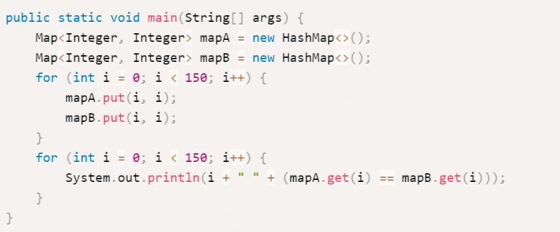 public static void main(String[] args) {
    Map<Integer, Integer> mapA = new HashMap<>();
    Map<Integer, Integer> mapB = new HashMap<>();
    for (int i = 0; i < 150; i++) {
        mapA.put(i, i);
        mapB.put(i, i);
    }
    for (int i = 0; i < 150; i++) {
        System.out.println(i + " " + (mapA.get(i) == mapB.get(i)));
    }
}